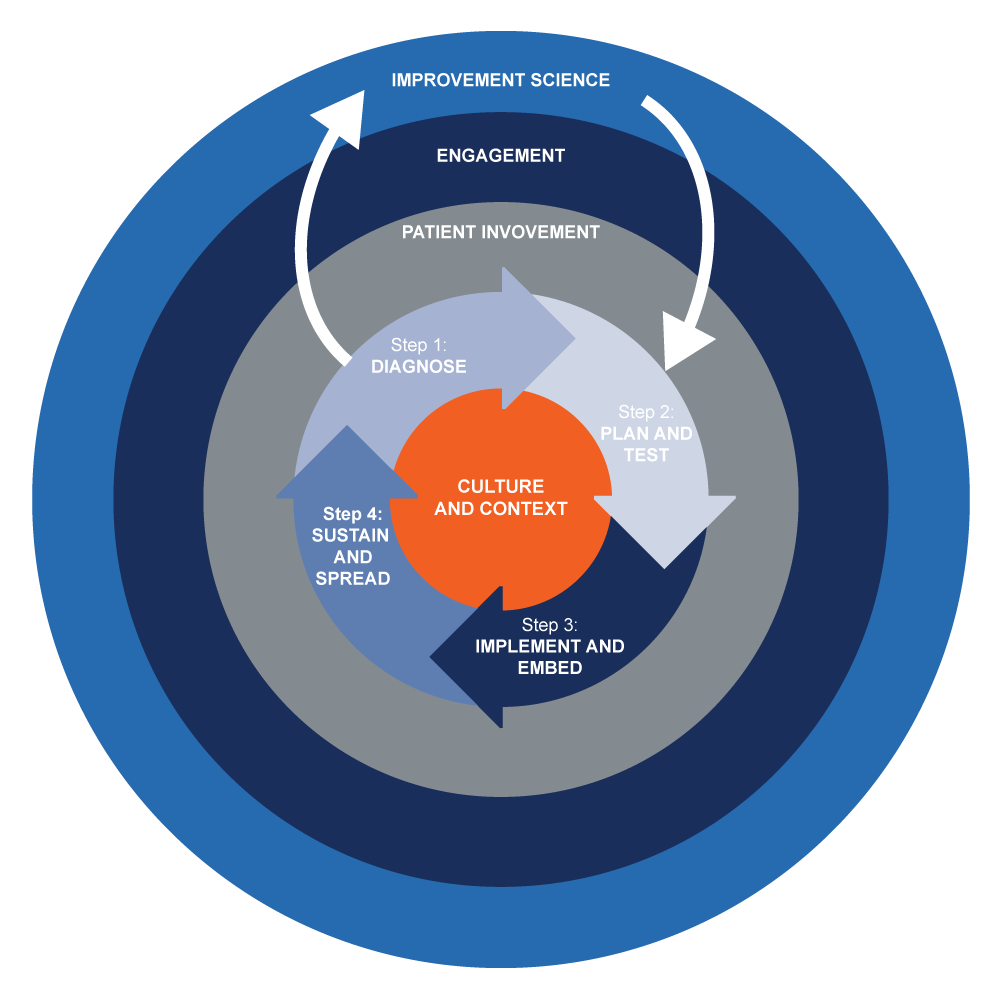 IMPROVEMENT SCIENCE
ENGAGEMENT
PATIENT INVOVEMENT
Step 1:
DIAGNOSE
Step 2:
PLAN AND
TEST
CULTURE
AND CONTEXT
Step 3:
IMPLEMENT AND
EMBED
Step 4:
SUSTAIN
AND
SPREAD